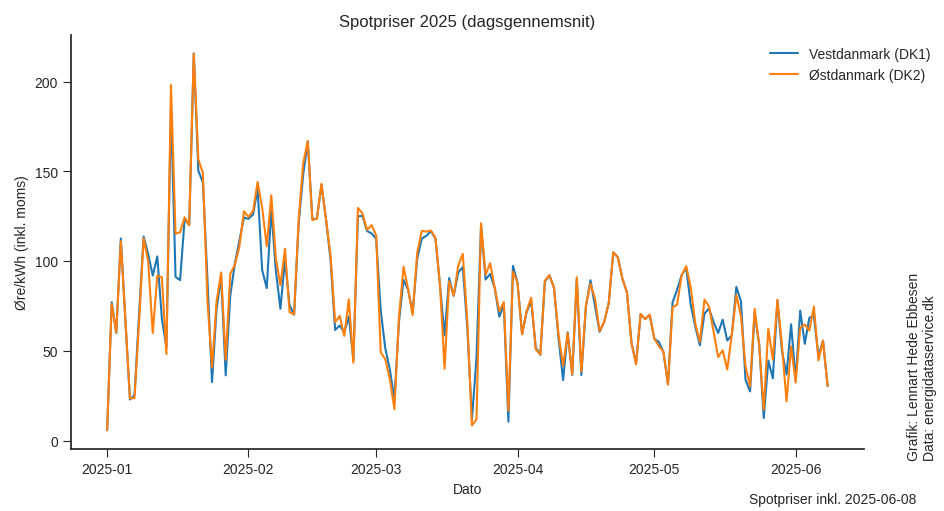 Spotpriser 2025 (dagsgennemsnit)
Vestdanmark (DK1)
Østdanmark (DK2)
Øre/kWh (inkl. moms)
200
150
100
50
0
2025-01
2025-02
2025-03
2025-04
2025-05
2025-06
Dato
Grafik: Lennart Hede Ebbesen
Data: energidataservice.dk
Spotpriser inkl. 2025-06-08